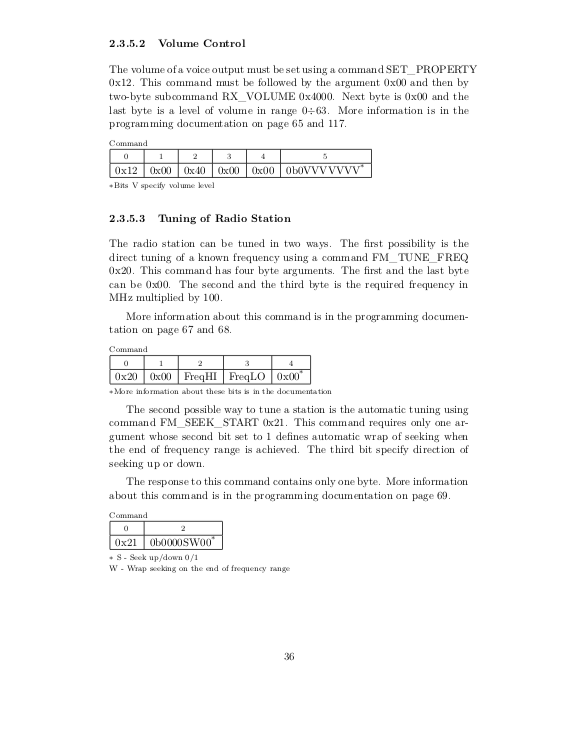 2.3.5.2 Volume Control
The volume of a voice output must be set using a command SET_PROPERTY
0x12. This command must be followed by the argument 0x00 and then by
two-byte subcommand RX_VOLUME 0x4000. Next byte is 0x00 and the
last byte is a level of volume in range 0÷63. More information is in the
programming documentation on page 65 and 117.
Command
0 1 2 3 4 5
0x12 0x00 0x40 0x00 0x00 0b0VVVVVVV*
*Bits V specify volume level
2.3.5.3 Tuning of Radio Station
The radio station can be tuned in two ways. The first possibility is the
direct tuning of a known frequency using a command FM_TUNE_FREQ
0x20. This command has four byte arguments. The first and the last byte
can be 0x00. The second and the third byte is the required frequency in
MHz multiplied by 100.
More information about this command is in the programming documen-
tation on page 67 and 68.
Command
0 1 2 3 4
0x20 0x00 FreqHI FreqLO 0x00*
*More information about these bits is in the documentation
The second possible way to tune a station is the automatic tuning using
command FM_SEEK_START 0x21. This command requires only one ar-
gument whose second bit set to 1 defines automatic wrap of seeking when
the end of frequency range is achieved. The third bit specify direction of
seeking up or down.
The response to this command contains only one byte. More information
about this command is in the programming documentation on page 69.
Command
0 2
0x21 0b0000SW00*
* S - Seek up/down 0/1
W - Wrap seeking on the end of frequency range
36